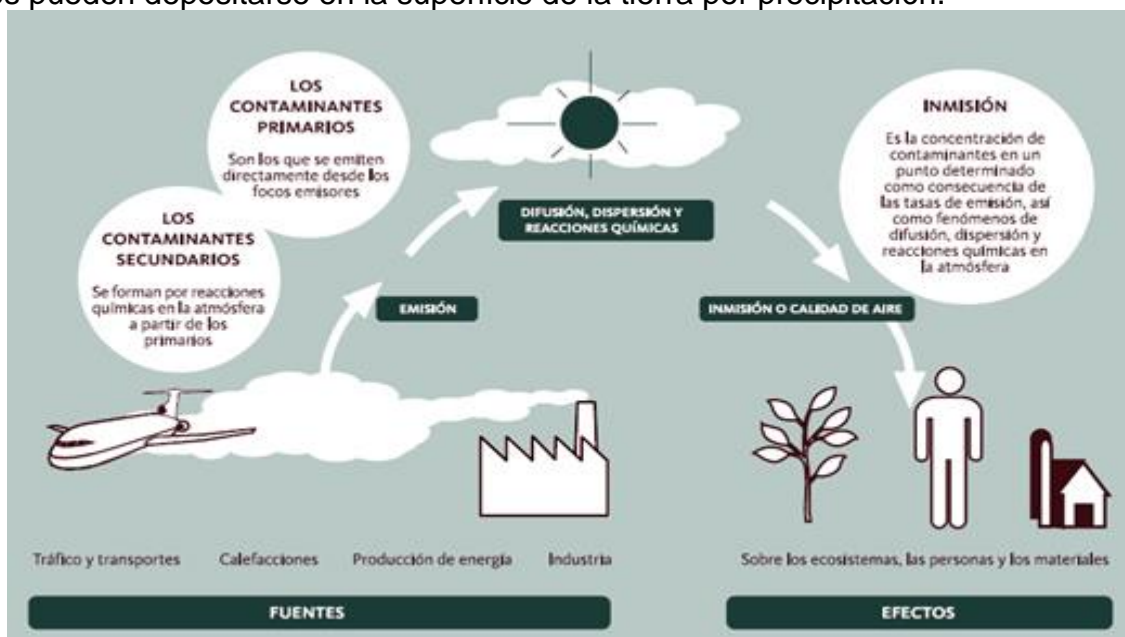 pueden depositarse en la superficie de la tierra por precipitación.
LOS
CONTAMINANTES
PRIMARIOS
Son los que se emiten
directamente desde los
focos emisores
LOS
CONTAMINANTES
SECUNDARIOS
Se forman por reacciones
químicas en la atmósfera
a partir de los
primarios
EMISIÓN
DIFUSIÓN, DISPERSIÓN Y
REACCIONES QUÍMICAS
INMISIÓN
Es la concentración de
contaminantes en un
punto determinado
como consecuencia de
las tasas de emisión, así
como fenómenos de
difusión, dispersión y
reacciones químicas en
la atmósfera
INMISIÓN O CALIDAD DE AIRE
Tráfico y transportes
Calefacciones
Producción de energía
Industria
FUENTES
Sobre los ecosistemas, las personas y los materiales
EFECTOS